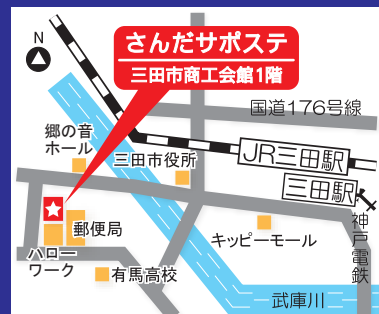 さんだサポステ
三田市商工会館1階
N
国道176号線
郷の音
ホール
三田市役所
JR三田駅
三田駅
神戸電鉄
郵便局
ハロー
ワーク
キッピーモール
有馬高校
武庫川